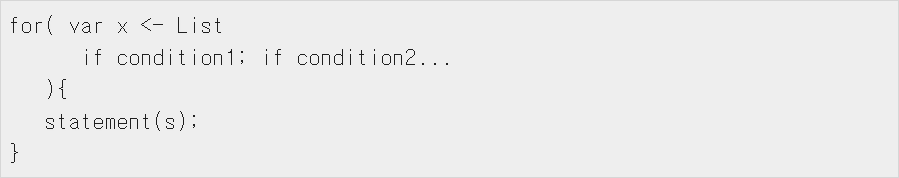 for( var x <- List
      if condition1; if condition2...
   ){
   statement(s);
}